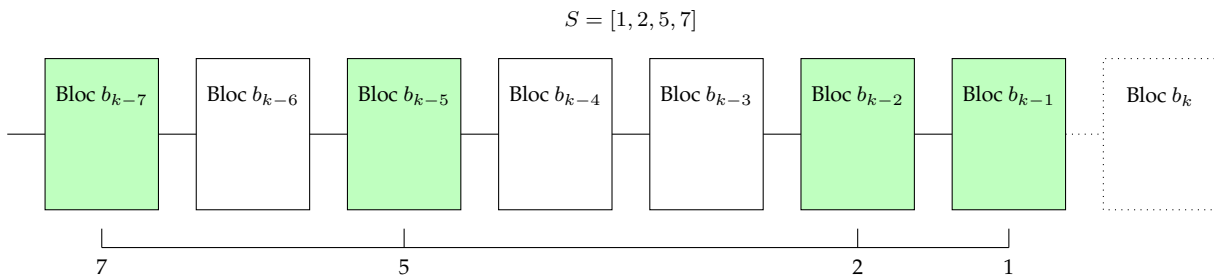 S = [1, 2, 5, 7]
Bloc b_{k−7} Bloc b_{k−6} Bloc b_{k−5} Bloc b_{k−4} Bloc b_{k−3} Bloc b_{k−2} Bloc b_{k−1} Bloc b_k
7 5 2 1